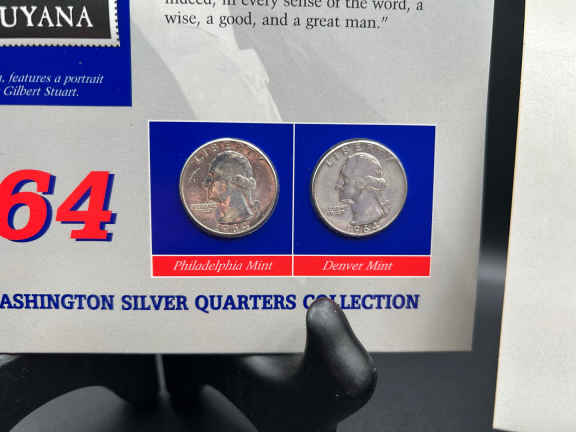 UYANA
, features a portrait
Gilbert Stuart.
indeed, in every sense of the word, a
wise, a good, and a great man."
64
LIBERTY
LIBERTY
1964
Philadelphia Mint
Denver Mint
ASHINGTON SILVER QUARTERS COLLECTION